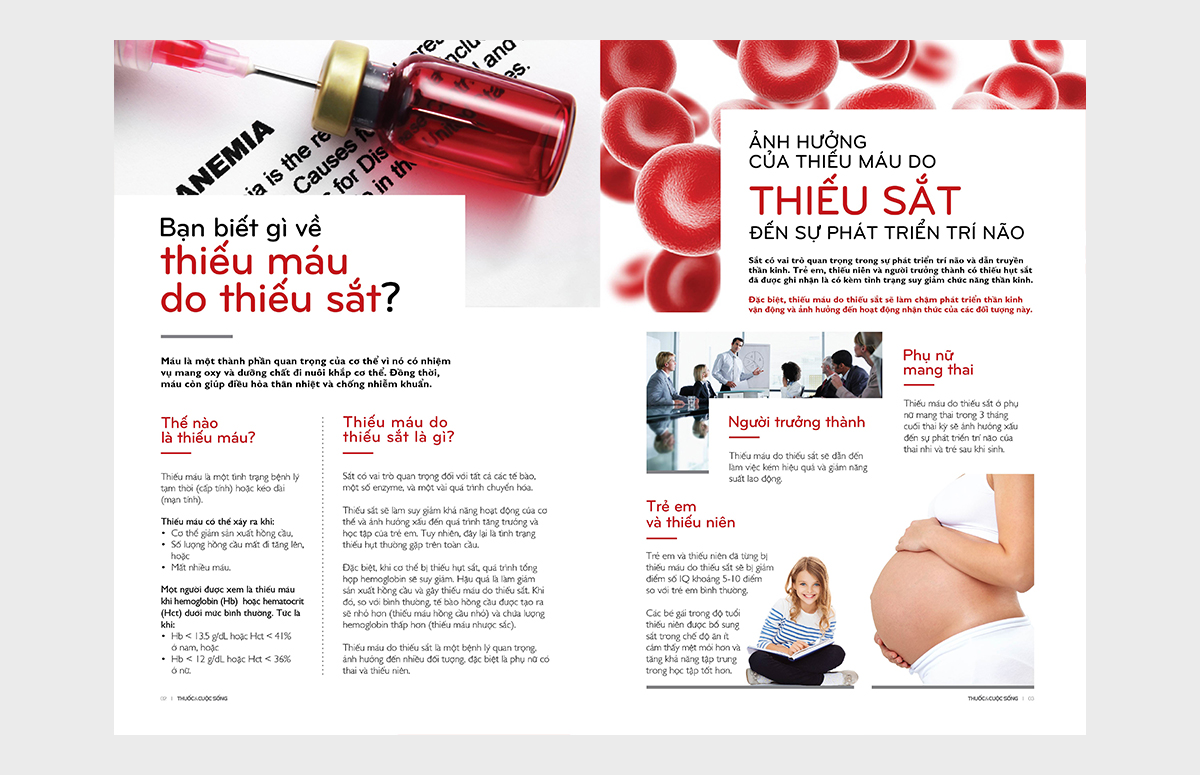 ANEMIA
Causes
for Dis
Bạn biết gì về
thiếu máu
do thiếu sắt?
Máu là một thành phần quan trọng của cơ thể vì nó có nhiệm
vụ mang oxy và dưỡng chất đi nuôi khắp cơ thể. Đồng thời,
máu còn giúp điều hòa thân nhiệt và chống nhiễm khuẩn.
Thế nào
là thiếu máu?
Thiếu máu là một tình trạng bệnh lý
tạm thời (cấp tính) hoặc kéo dài
(mạn tính).
Thiếu máu có thể xảy ra khi:
• Cơ thể giảm sản xuất hồng cầu,
• Số lượng hồng cầu mất đi tăng lên,
hoặc
• Mất nhiều máu.
Một người được xem là thiếu máu
khi hemoglobin (Hb) hoặc hematocrit
(Hct) dưới mức bình thường. Tức là
khi:
• Hb < 13,5 g/dL hoặc Hct < 41%
ở nam, hoặc
• Hb < 12 g/dL hoặc Hct < 36%
ở nữ.
Thiếu máu do
thiếu sắt là gì?
Sắt có vai trò quan trọng đối với tất cả các tế bào,
một số enzyme, và một vài quá trình chuyển hóa.
Thiếu sắt sẽ làm suy giảm khả năng hoạt động của cơ
thể và ảnh hưởng xấu đến quá trình tăng trưởng và
học tập của trẻ em. Tuy nhiên, đây lại là tình trạng
thiếu hụt thường gặp trên toàn cầu.
Đặc biệt, khi cơ thể bị thiếu hụt sắt, quá trình tổng
hợp hemoglobin sẽ suy giảm. Hậu quả là làm giảm
sản xuất hồng cầu và gây thiếu máu do thiếu sắt. Khi
đó, so với bình thường, tế bào hồng cầu được tạo ra
sẽ nhỏ hơn (thiếu máu hồng cầu nhỏ) và chứa lượng
hemoglobin thấp hơn (thiếu máu nhược sắc).
Thiếu máu do thiếu sắt là một bệnh lý quan trọng,
ảnh hưởng đến nhiều đối tượng, đặc biệt là phụ nữ có
thai và thiếu niên.
02 | THUỐC&CUỘC SỐNG
ẢNH HƯỞNG
CỦA THIẾU MÁU DO
THIẾU SẮT
ĐẾN SỰ PHÁT TRIỂN TRÍ NÃO
Sắt có vai trò quan trọng trong sự phát triển trí não và dẫn truyền
thần kinh. Trẻ em, thiếu niên và người trưởng thành có thiếu hụt sắt
đã được ghi nhận là có kèm tình trạng suy giảm chức năng thần kinh.
Đặc biệt, thiếu máu do thiếu sắt sẽ làm chậm phát triển thần kinh
vận động và ảnh hưởng đến hoạt động nhận thức của các đối tượng này.
Người trưởng thành
Thiếu máu do thiếu sắt sẽ dẫn đến
làm việc kém hiệu quả và giảm năng
suất lao động.
Phụ nữ
mang thai
Thiếu máu do thiếu sắt ở phụ
nữ mang thai trong 3 tháng
cuối thai kỳ sẽ ảnh hưởng xấu
đến sự phát triển trí não của
thai nhi và trẻ sau khi sinh.
Trẻ em
và thiếu niên
Trẻ em và thiếu niên đã từng bị
thiếu máu do thiếu sắt sẽ bị giảm
điểm số IQ khoảng 5-10 điểm
so với trẻ em bình thường.
Các bé gái trong độ tuổi
thiếu niên được bổ sung
sắt trong chế độ ăn ít
cảm thấy mệt mỏi hơn và
tăng khả năng tập trung
trong học tập tốt hơn.
THUỐC&CUỘC SỐNG | 03